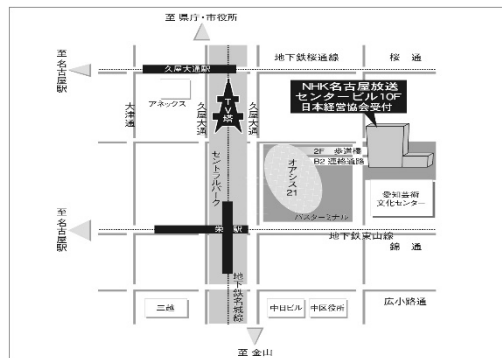 至 県庁・市役所
至名古屋駅
久屋大通駅
地下鉄桜通線
桜　通
アネックス
大津通
久屋大通
TV塔
久屋大通
NHK名古屋放送
センタービル10F
日本経営協会受付
2F 歩道橋
B2 連絡通路
オアシス21
セントラルパーク
愛知芸術
文化センター
バスターミナル
至名古屋駅
栄　駅
地下鉄東山線
錦　通
地下鉄名城線
三越
中日ビル
中区役所
広小路通
至 金山